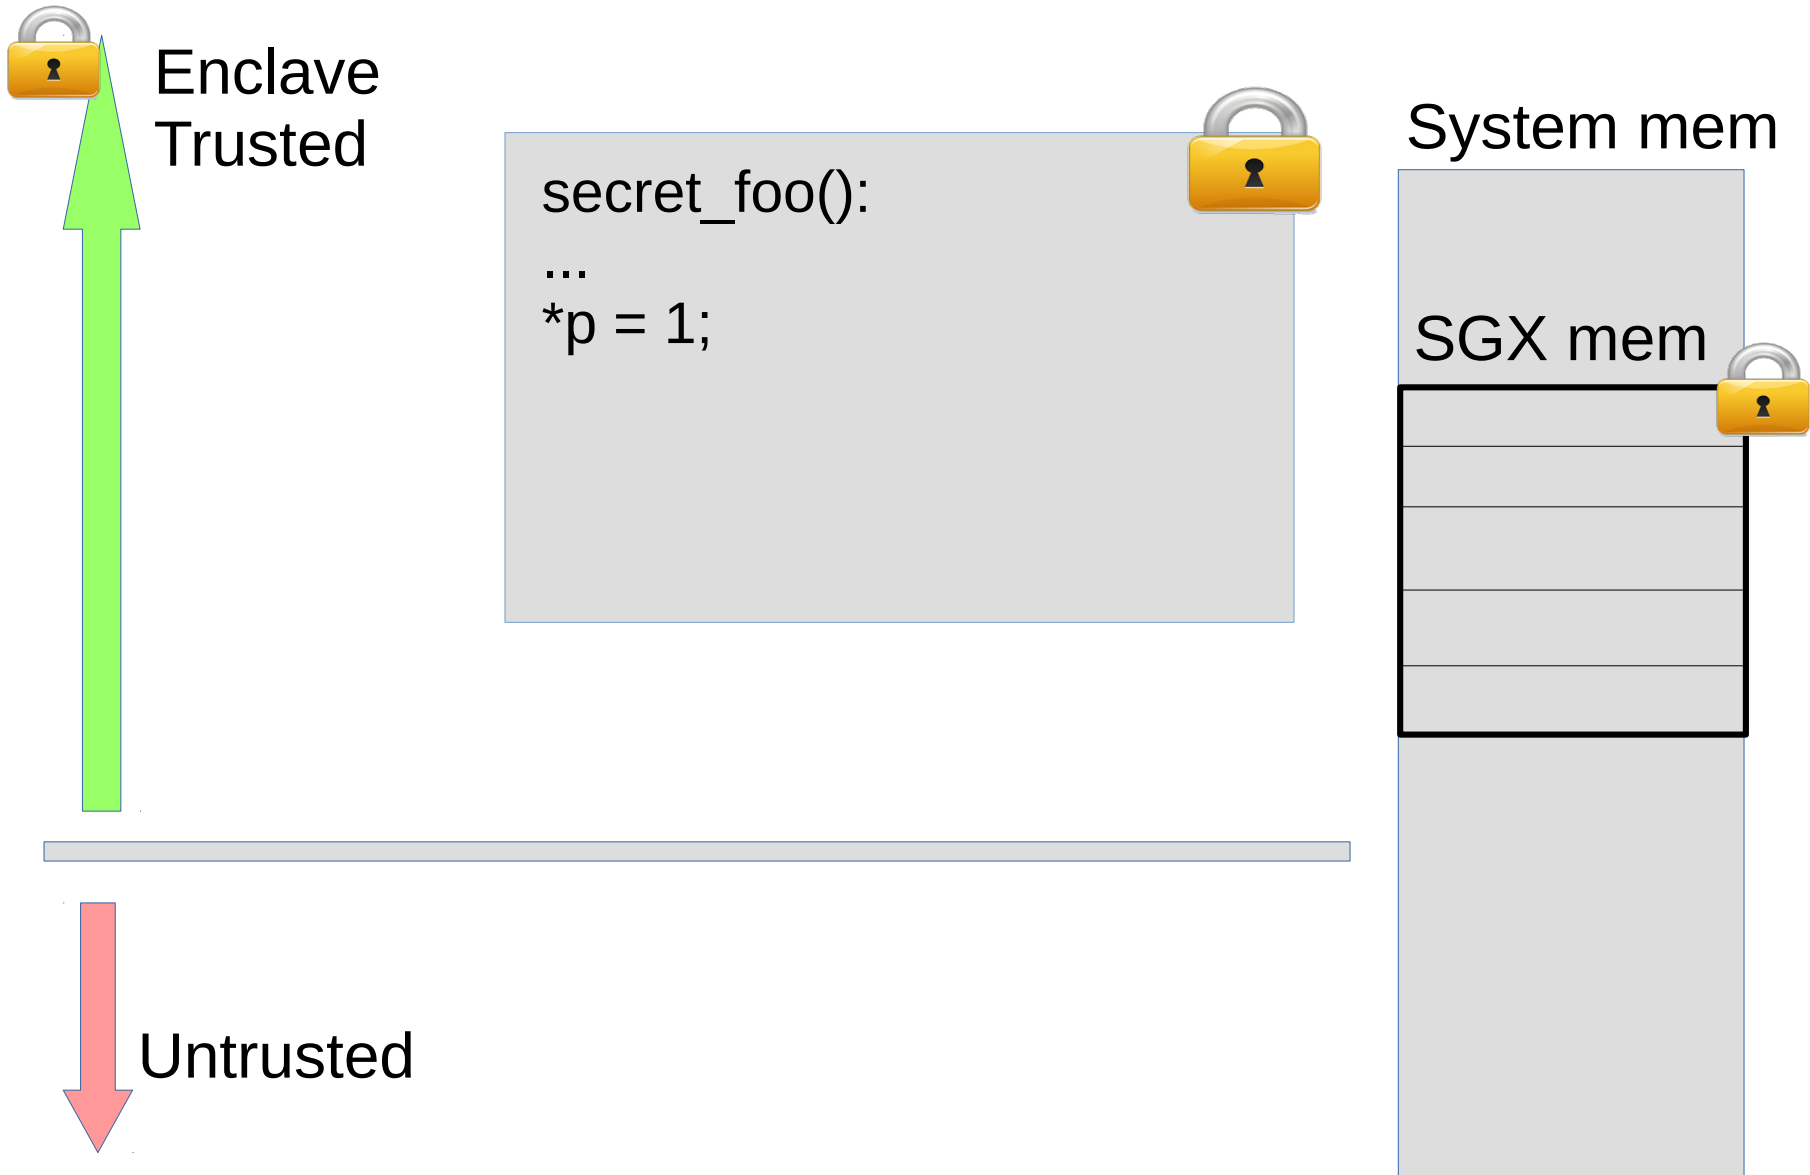 Enclave
Trusted
secret_foo():
...
*p = 1;
System mem
SGX mem
Untrusted